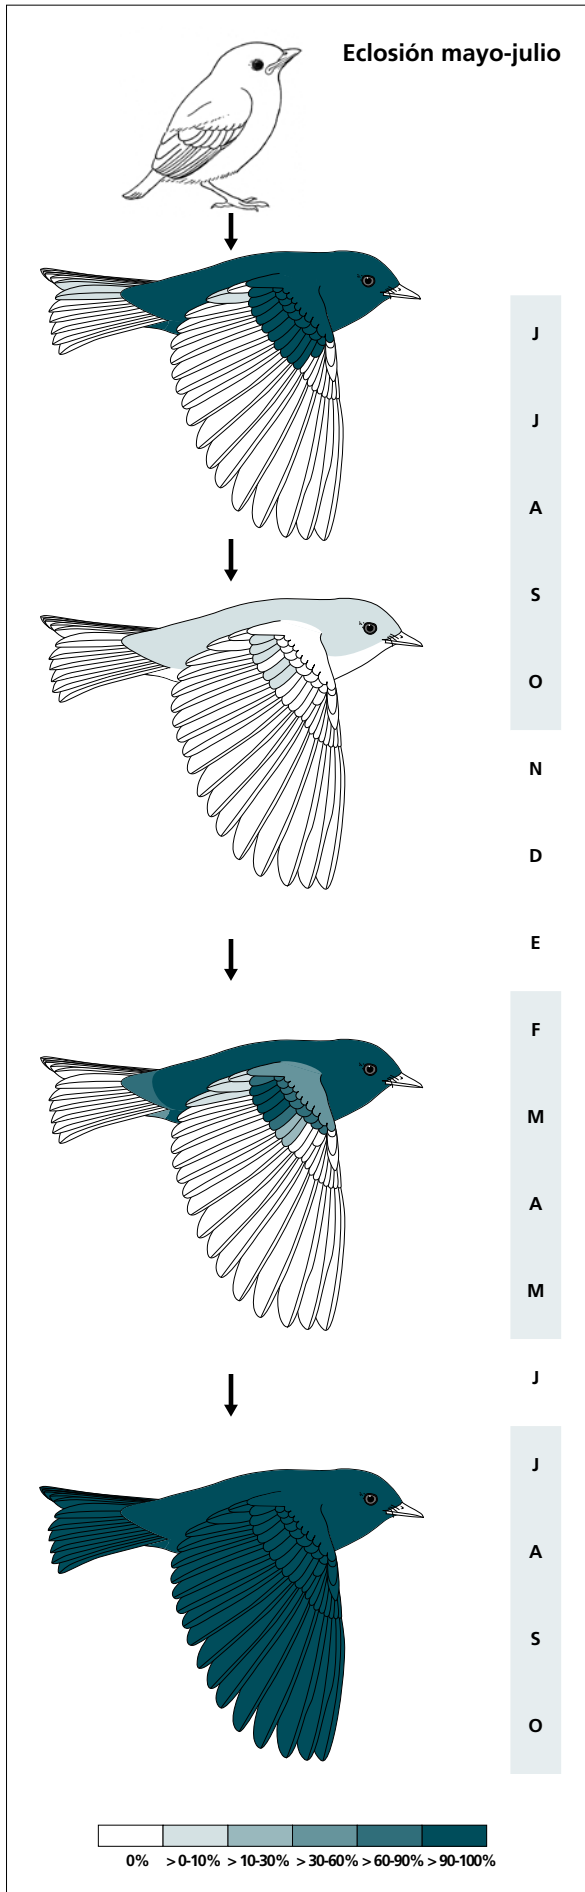 Eclosión mayo-julio
J
J
A
S
O
N
D
E
F
M
A
M
J
J
A
S
O
0% >0-10% >10-30% >30-60% >60-90% >90-100%